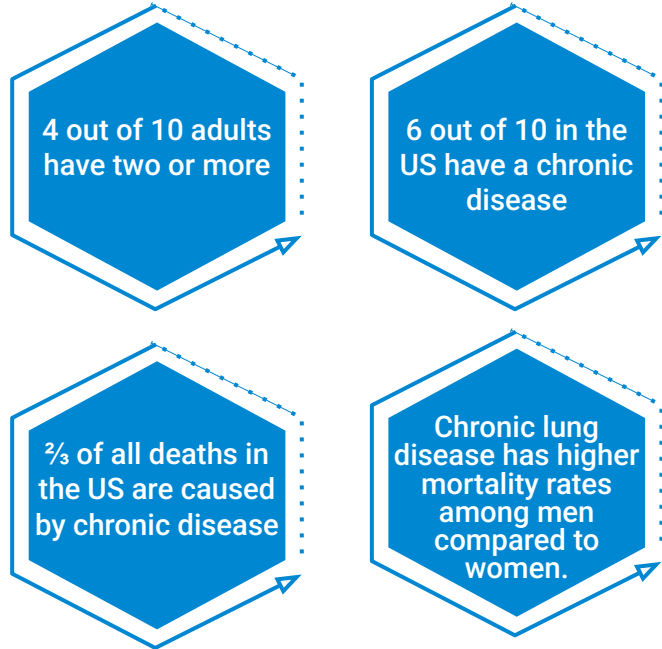 4 out of 10 adults
have two or more
6 out of 10 in the
US have a chronic
disease
⅔ of all deaths in
the US are caused
by chronic disease
Chronic lung
disease has higher
mortality rates
among men
compared to
women.